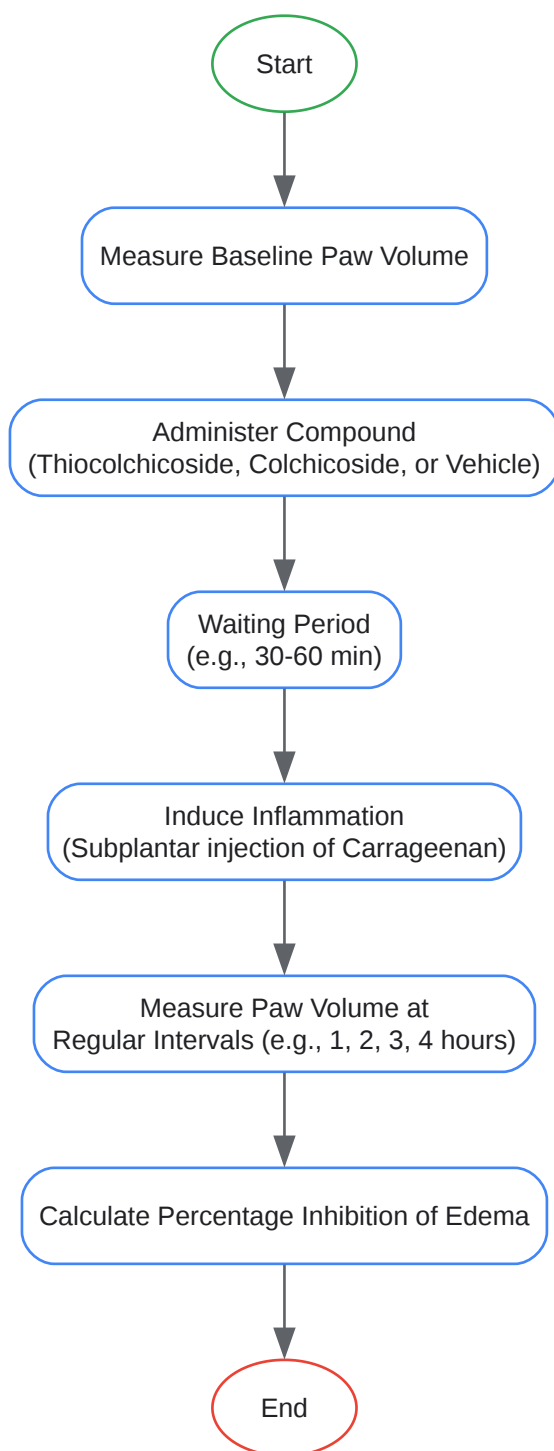 Start
Measure Baseline Paw Volume
Administer Compound
(Thiocolchicoside, Colchicoside, or Vehicle)
Waiting Period
(e.g., 30-60 min)
Induce Inflammation
(Subplantar injection of Carrageenan)
Measure Paw Volume at
Regular Intervals (e.g., 1, 2, 3, 4 hours)
Calculate Percentage Inhibition of Edema
End